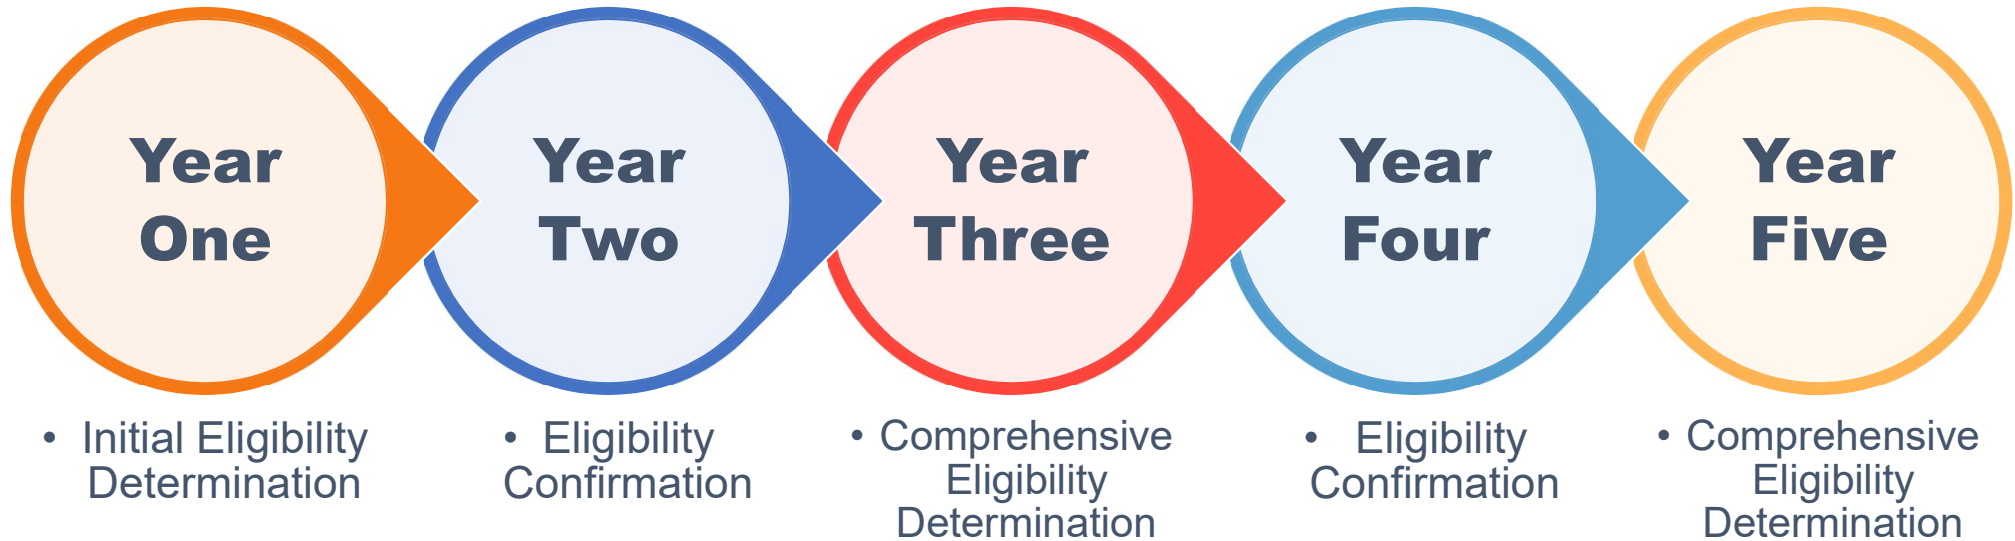 Year
One
Year
Two
Year
Three
Year
Four
Year
Five
• Initial Eligibility
Determination
• Eligibility
Confirmation
• Comprehensive
Eligibility
Determination
• Eligibility
Confirmation
• Comprehensive
Eligibility
Determination